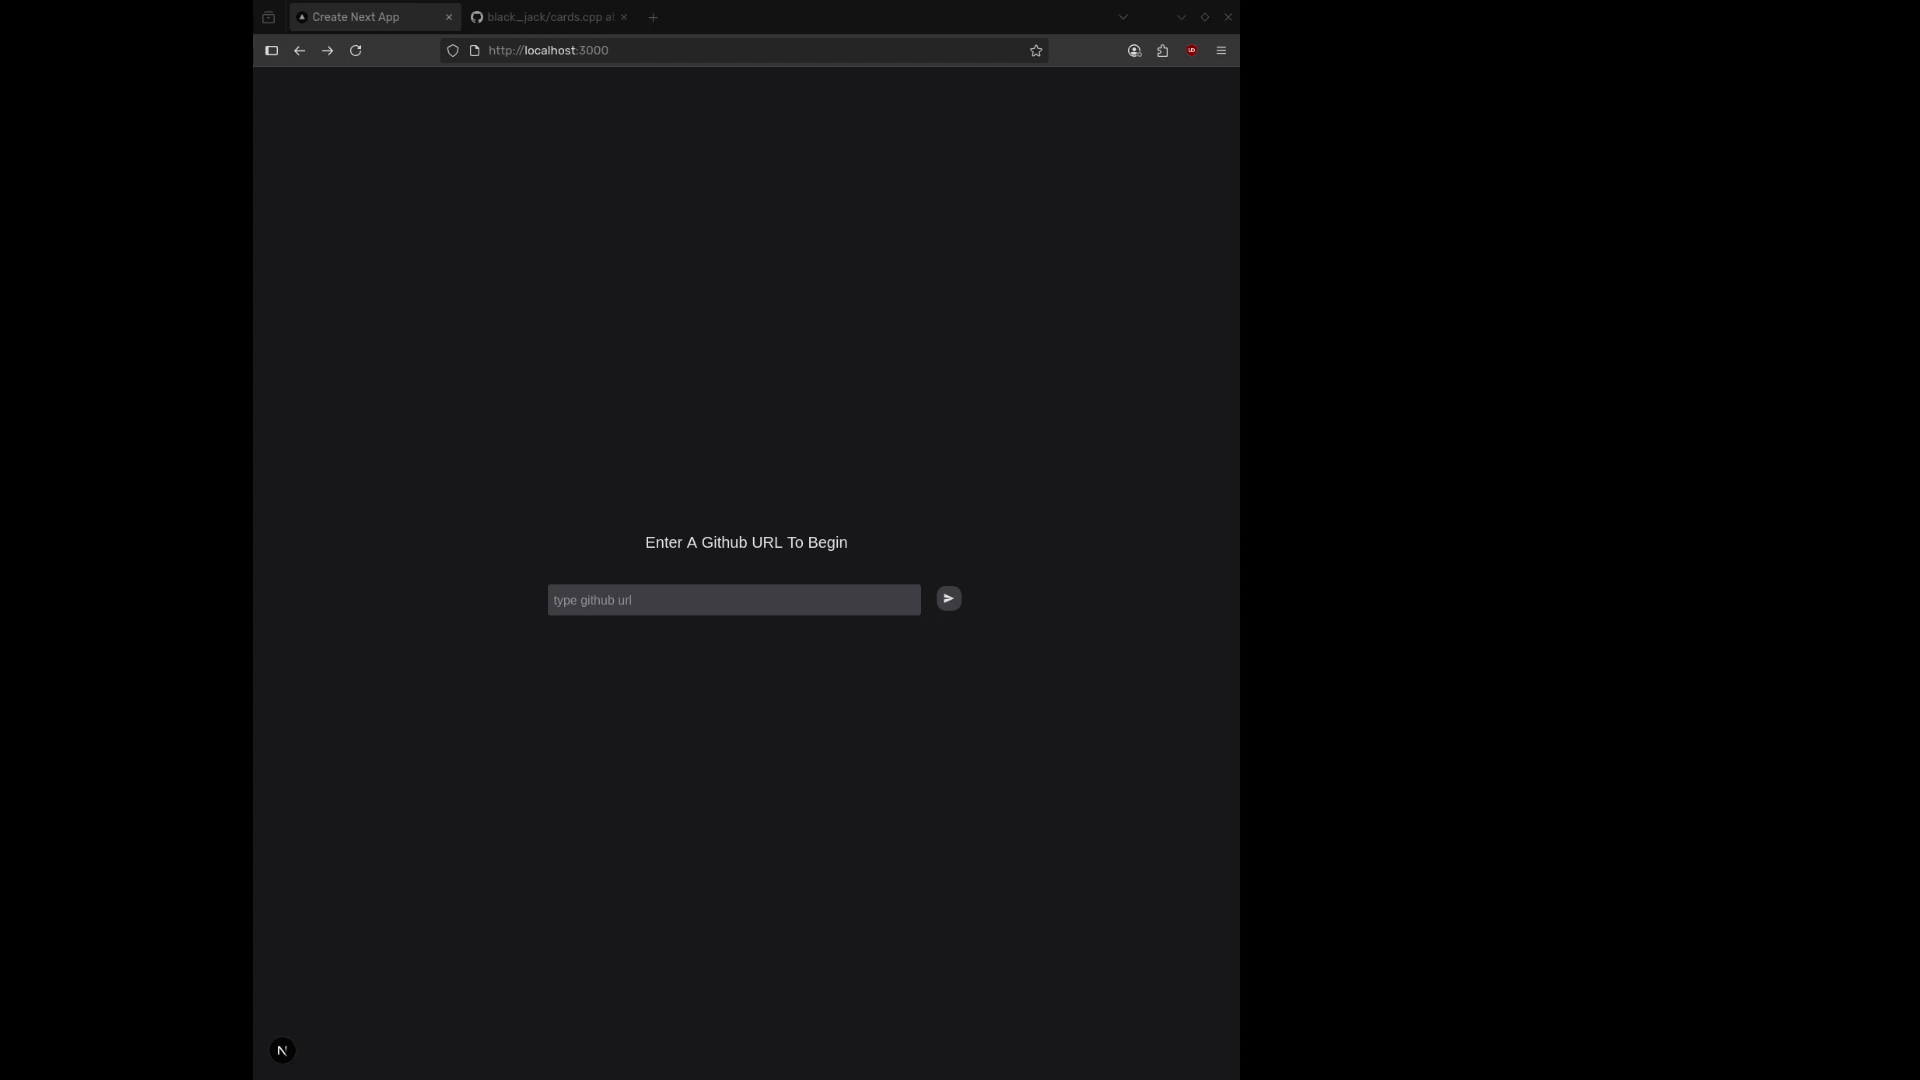 Create Next App
black_jack/cards.cpp at
http://localhost:3000
Enter A Github URL To Begin
type github url
N